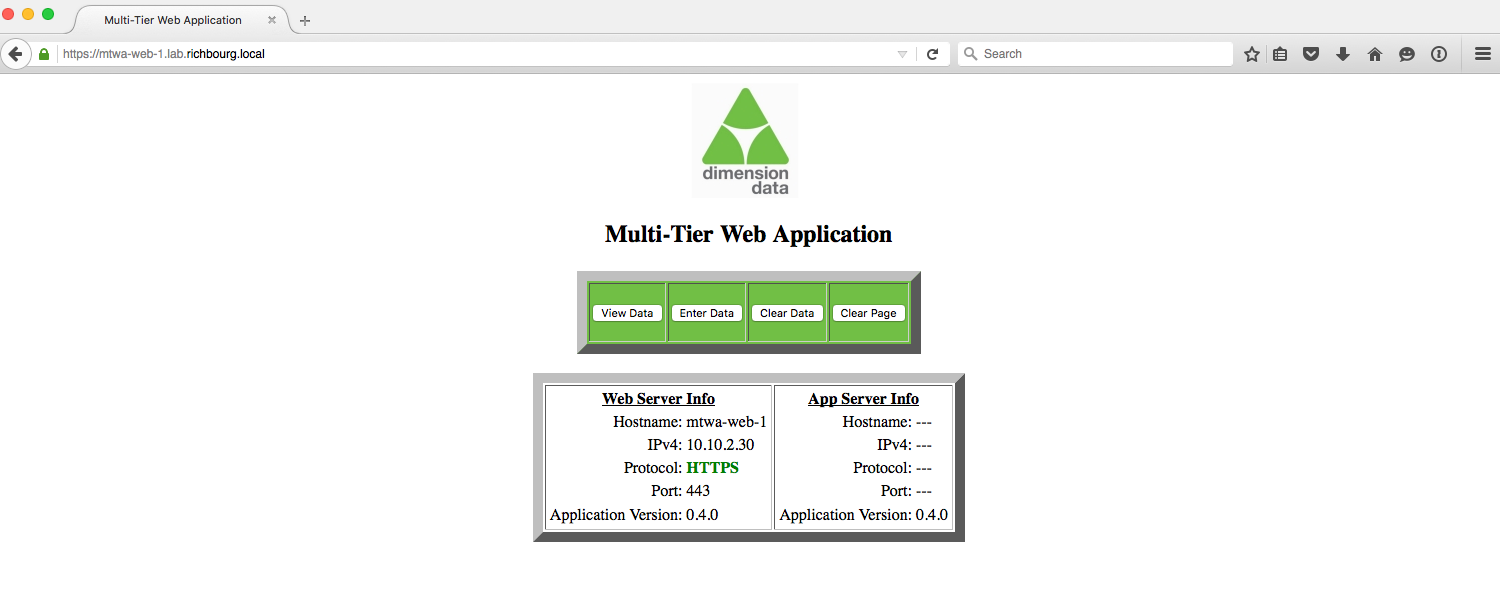 Multi-Tier Web Application
https://mtwa-web-1.lab.richbourg.local
Search
dimension
data
Multi-Tier Web Application
View Data Enter Data Clear Data Clear Page
Web Server Info App Server Info
Hostname: mtwa-web-1 Hostname: ---
IPv4: 10.10.2.30 IPv4: ---
Protocol: HTTPS Protocol: ---
Port: 443 Port: ---
Application Version: 0.4.0 Application Version: 0.4.0